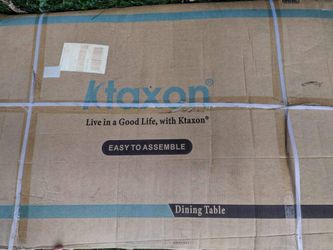 Ktaxon®
Live in a Good Life, with Ktaxon®
EASY TO ASSEMBLE
Dining Table